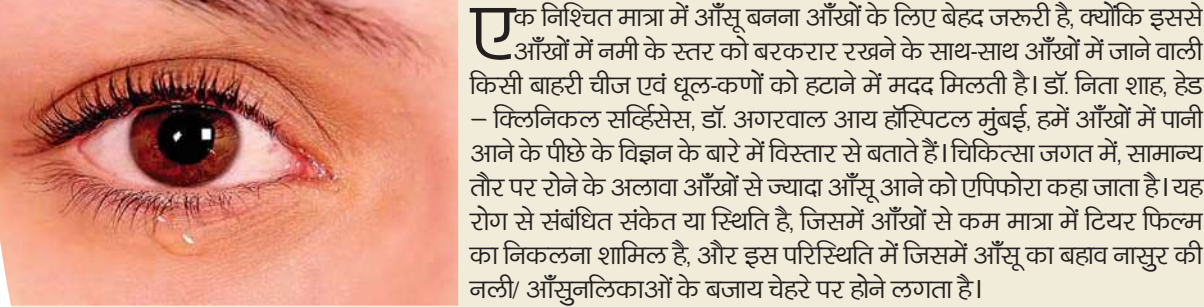 एक निश्चित मात्रा में आँसू बनना आँखों के लिए बेहद जरूरी है, क्योंकि इससे
आँखों में नमी के स्तर को बरकरार रखने के साथ-साथ आँखों में जाने वाली
किसी बाहरी चीज एवं धूल-कणों को हटाने में मदद मिलती है। डॉ. निता शाह, हेड
– क्लिनिकल सर्व्हिसेस, डॉ. अगरवाल आय हॉस्पिटल मुंबई, हमें आँखों में पानी
आने के पीछे के विज्ञन के बारे में विस्तार से बताते हैं। चिकित्सा जगत में, सामान्य
तौर पर रोने के अलावा आँखों से ज्यादा आँसू आने को एपिफोरा कहा जाता है। यह
रोग से संबंधित संकेत या स्थिति है, जिसमें आँखों से कम मात्रा में टियर फिल्म
का निकलना शामिल है, और इस परिस्थिति में जिसमें आँसू का बहाव नासुर की
नली/ आँसुनलिकाओं के बजाय चेहरे पर होने लगता है।